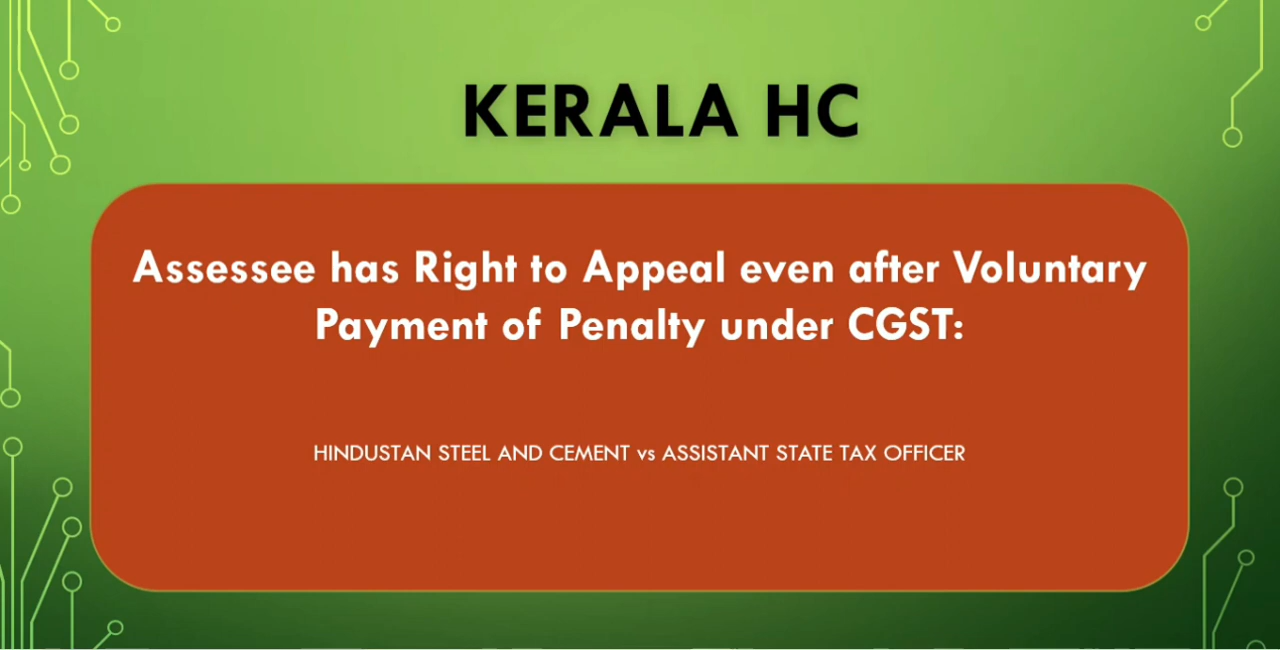 KERALA HC
Assessee has Right to Appeal even after Voluntary
Payment of Penalty under CGST:
HINDUSTAN STEEL AND CEMENT vs ASSISTANT STATE TAX OFFICER